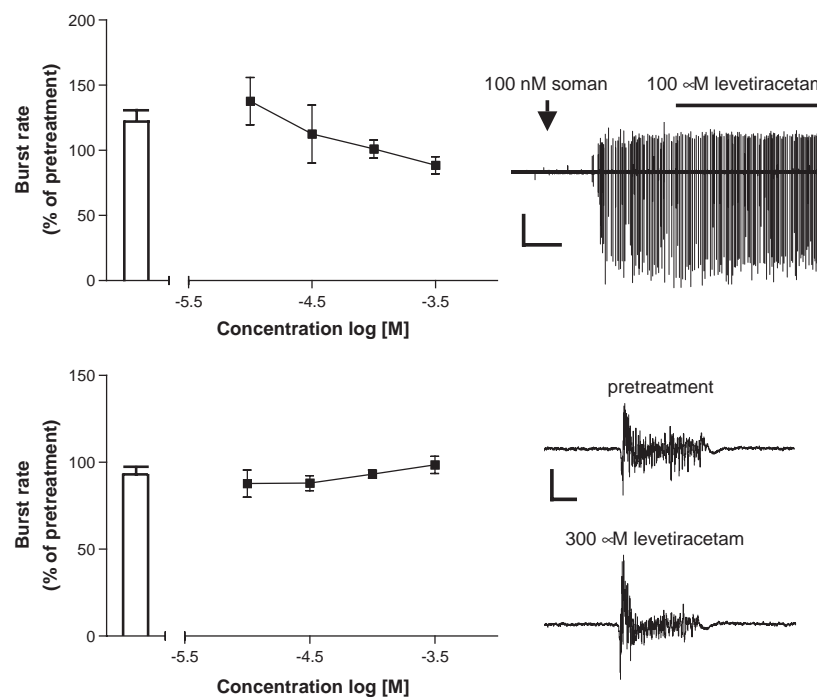 200
150
100
50
0
Burst rate
(% of pretreatment)
-5.5
-4.5
-3.5
Concentration log [M]
100 nM soman
100 ∝M levetiracetam
150
100
50
0
Burst rate
(% of pretreatment)
-5.5
-4.5
-3.5
Concentration log [M]
pretreatment
300 ∝M levetiracetam